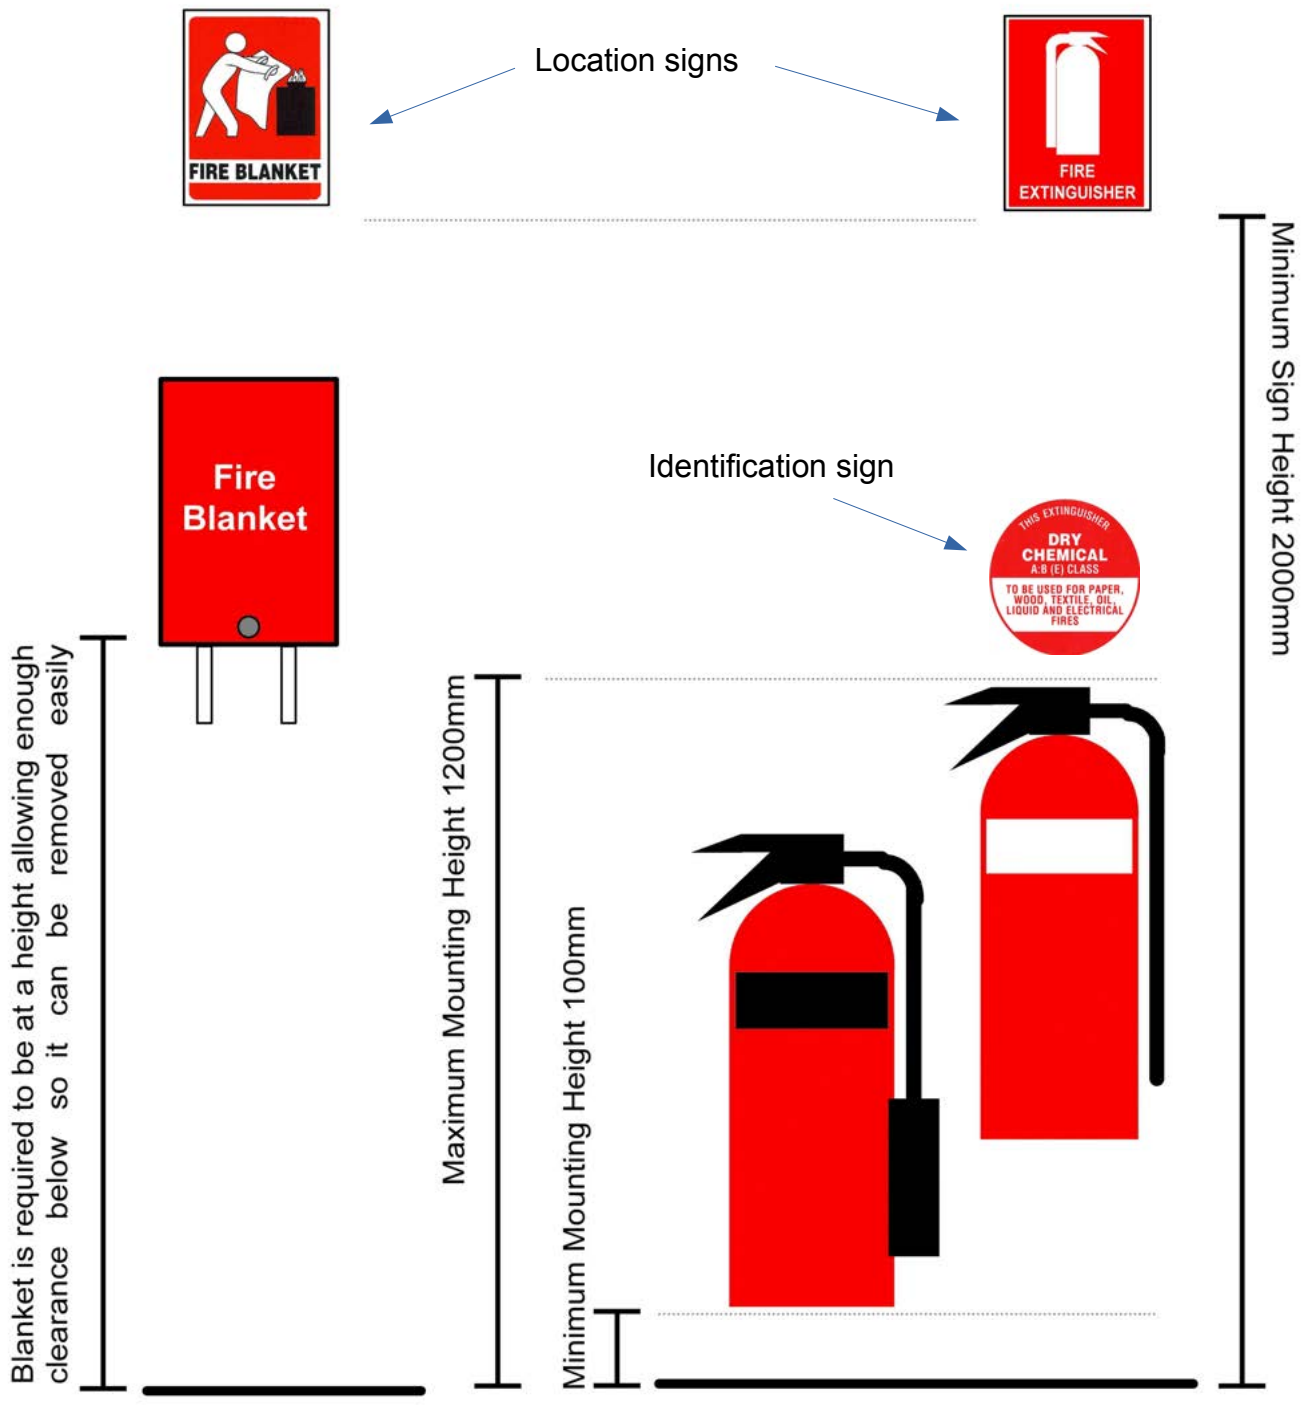 Location signs
FIRE BLANKET
FIRE
EXTINGUISHER
Minimum Sign Height 2000mm
Fire
Blanket
Identification sign
THIS EXTINGUISHER
DRY
CHEMICAL
A:B (E) CLASS
TO BE USED FOR PAPER,
WOOD, TEXTILE, OIL,
LIQUID AND ELECTRICAL
FIRES
Blanket is required to be at a height allowing enough
clearance below so it can be removed easily
Maximum Mounting Height 1200mm
Minimum Mounting Height 100mm